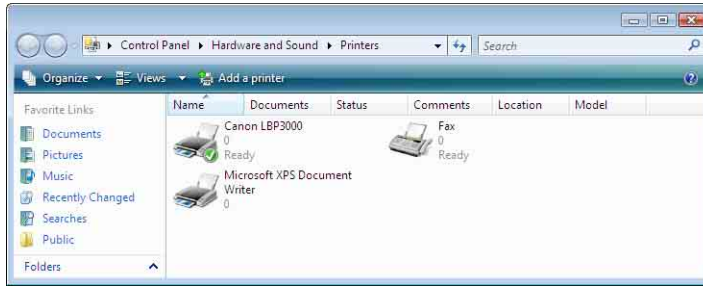 Control Panel Hardware and Sound Printers
Search
Organize Views Add a printer
Favorite Links
Documents
Pictures
Music
Recently Changed
Searches
Public
Folders
Name Documents Status Comments Location Model
Canon LBP3000
0
Ready
Fax
0
Ready
Microsoft XPS Document
Writer
0